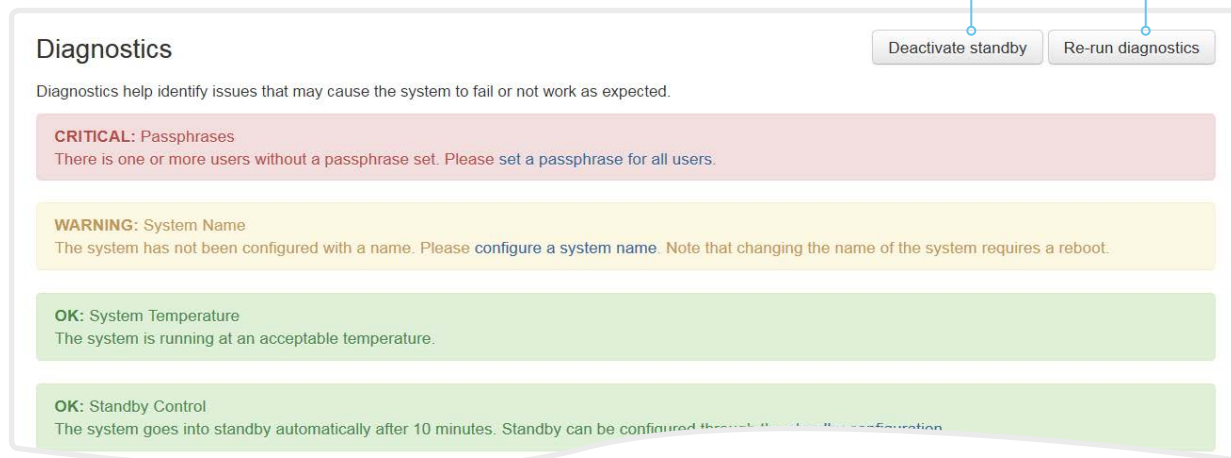 Diagnostics
Deactivate standby
Re-run diagnostics
Diagnostics help identify issues that may cause the system to fail or not work as expected.
CRITICAL: Passphrases
There is one or more users without a passphrase set. Please set a passphrase for all users.
WARNING: System Name
The system has not been configured with a name. Please configure a system name. Note that changing the name of the system requires a reboot.
OK: System Temperature
The system is running at an acceptable temperature.
OK: Standby Control
The system goes into standby automatically after 10 minutes. Standby can be configured through the standby configuration